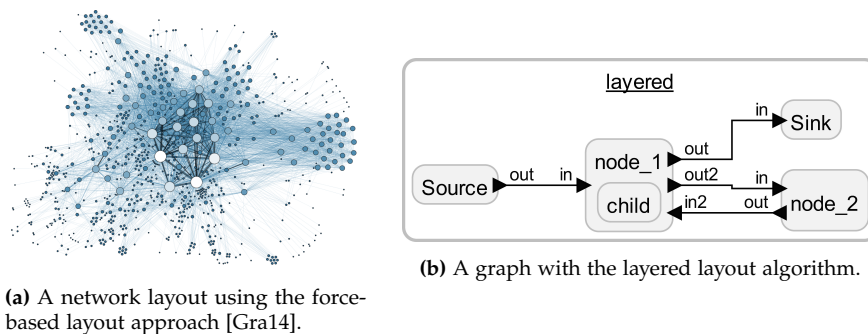 layered
Source
out
in
node_1
child
out
in
Sink
out2
in
in2
out
node_2
(a) A network layout using the force-
based layout approach [Gra14].
(b) A graph with the layered layout algorithm.